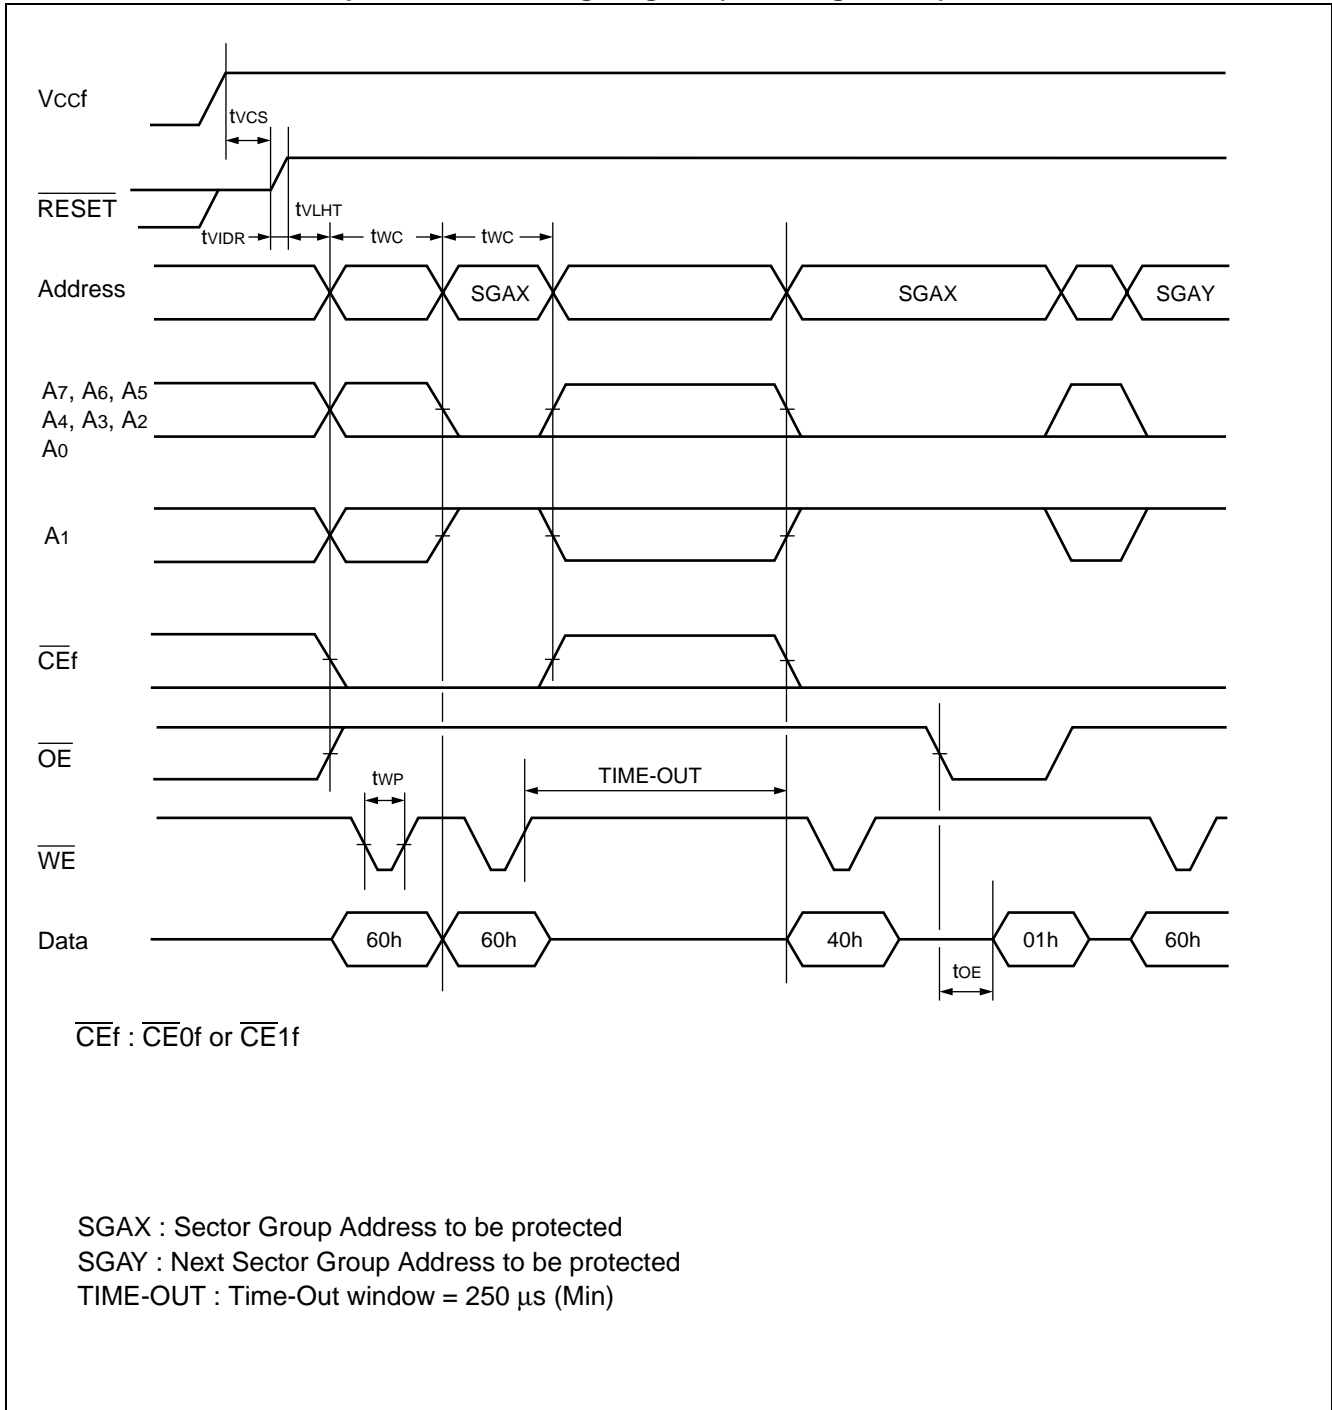 Vccf
tVCS
RESET
tVLHT
tVIDR
tWC
tWC
Address
SGAX
SGAX
SGAY
A7, A6, A5
A4, A3, A2
A0
A1
CEf
OE
tWP
TIME-OUT
WE
Data
60h
60h
40h
01h
60h
tOE
CEf : CE0f or CE1f
SGAX : Sector Group Address to be protected
SGAY : Next Sector Group Address to be protected
TIME-OUT : Time-Out window = 250 μs (Min)